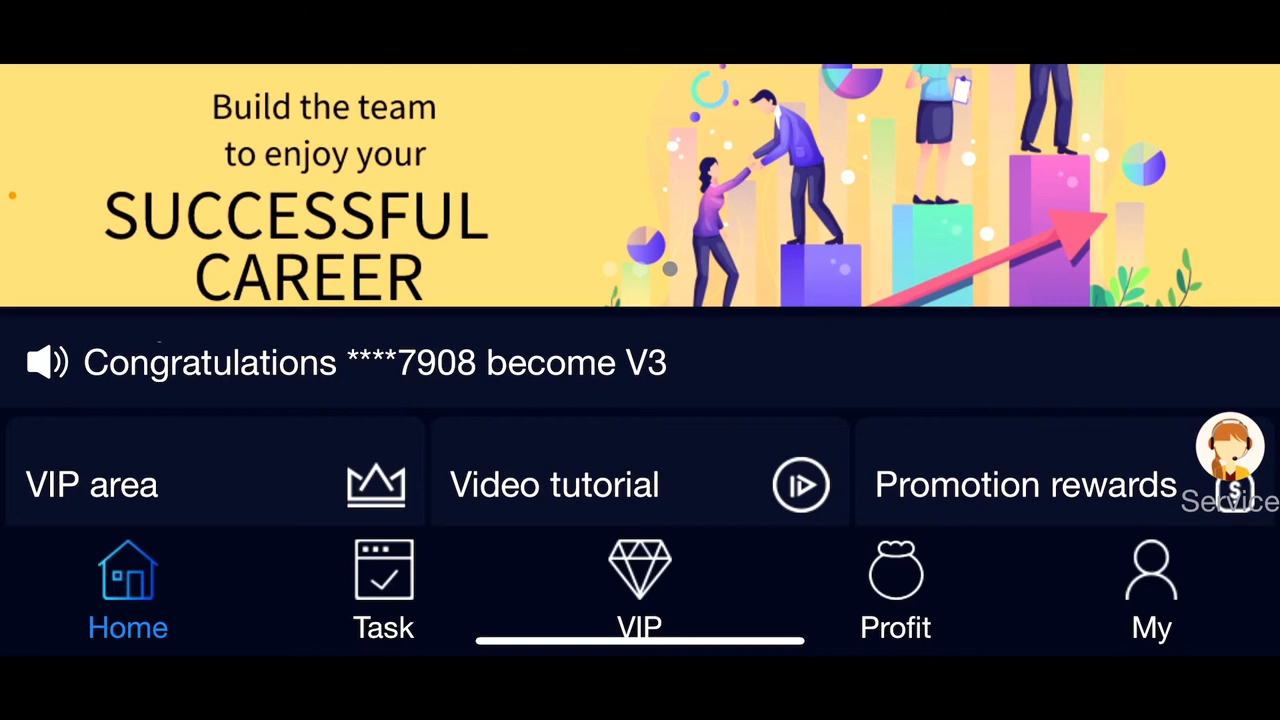 Build the team
to enjoy your
SUCCESSFUL
CAREER
Congratulations ****7908 become V3
VIP area
Video tutorial
Promotion rewards
$
Service
Home
Task
VIP
Profit
My